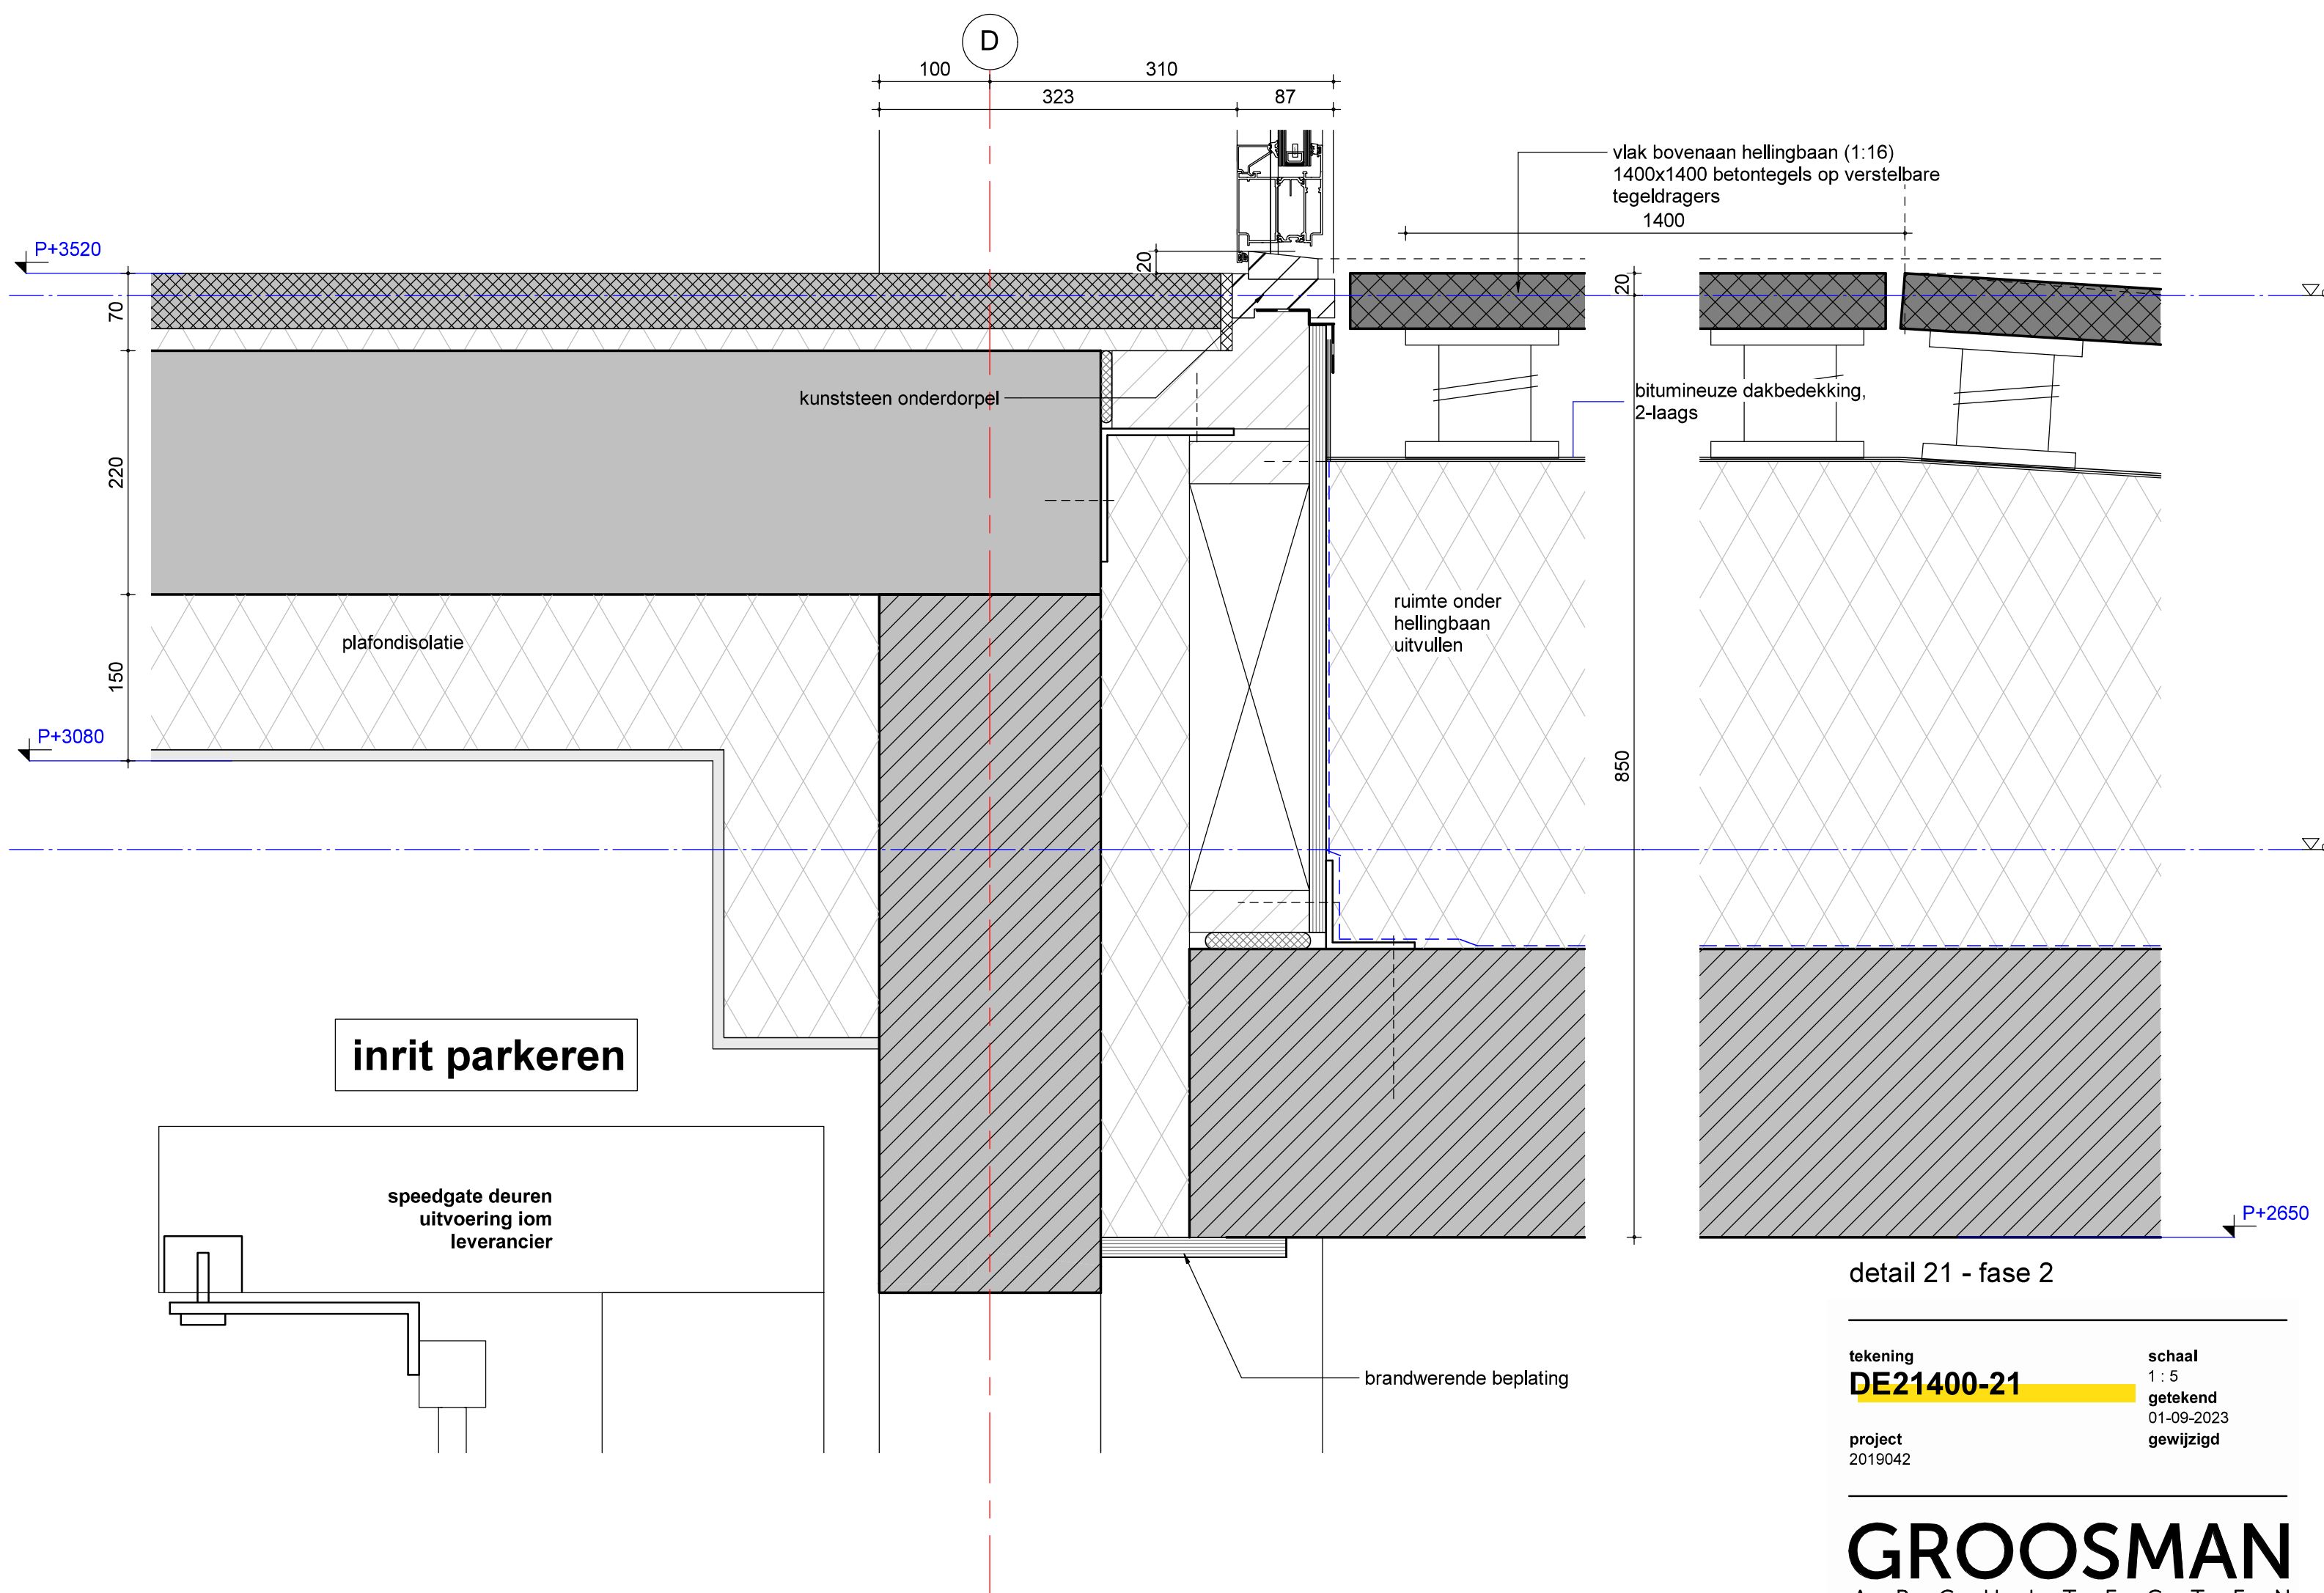 D
100
310
323
87
vlak bovenaan hellingbaan (1:16)
1400x1400 betontegels op verstelbare
tegeldragers
1400
P+3520
20
20
70
kunststeen onderdorpel
bitumineuze dakbedekking,
2-laags
220
ruimte onder
hellingbaan
uitvullen
plafondisolatie
150
P+3080
850
inrit parkeren
speedgate deuren
uitvoering iom
leverancier
P+2650
detail 21 - fase 2
brandwerende beplating
tekening
DE21400-21
schaal
1 : 5
getekend
01-09-2023
project
2019042
gewijzigd
GROOSMAN